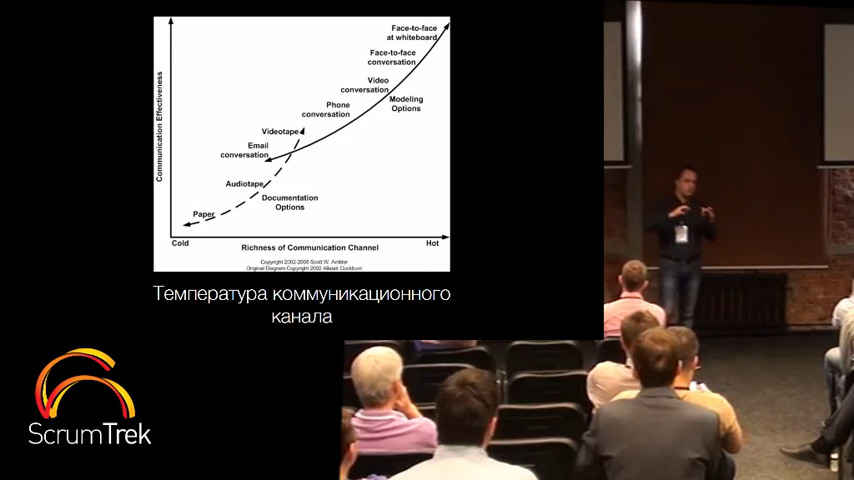 Face-to-face
at whiteboard
Face-to-face
conversation
Video
conversation
Modeling
Options
Phone
conversation
Videotape
Email
conversation
Audiotape
Documentation
Options
Paper
Communication Effectiveness
Cold
Hot
Richness of Communication Channel
Copyright 2002-2005 Scott W. Ambler
Original Diagram Copyright 2002 Alistair Cockburn
Температура коммуникационного
канала
ScrumTrek